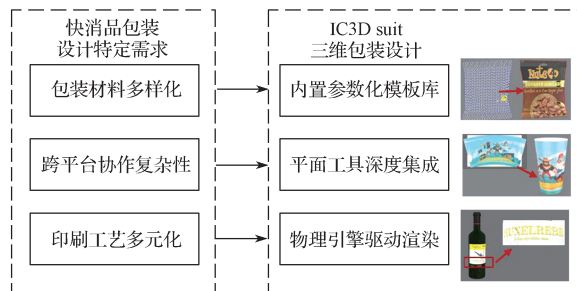 快消品包装
设计特定需求
包装材料多样化
跨平台协作复杂性
印刷工艺多元化
IC3D suit
三维包装设计
内置参数化模板库
平面工具深度集成
物理引擎驱动渲染